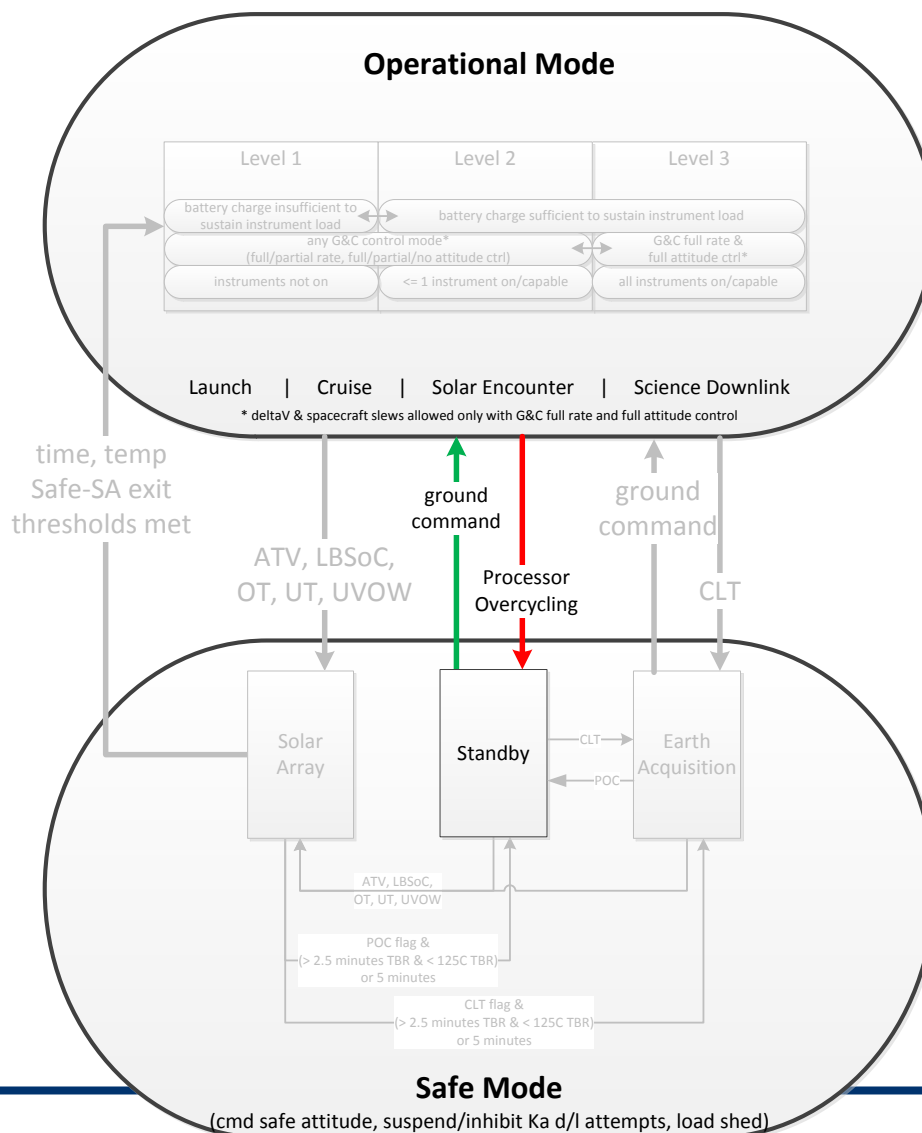 Operational Mode
Level 1
Level 2
Level 3
battery charge insufficient to
sustain instrument load
battery charge sufficient to sustain instrument load
any G&C control mode*
(full/partial rate, full/partial/no attitude ctrl)
G&C full rate &
full attitude ctrl*
instruments not on
<= 1 instrument on/capable
all instruments on/capable
Launch | Cruise | Solar Encounter | Science Downlink
* deltaV & spacecraft slews allowed only with G&C full rate and full attitude control
time, temp
Safe-SA exit
thresholds met
ATV, LBSoC,
OT, UT, UVOW
ground
command
Processor
Overcycling
ground
command
CLT
Solar
Array
Standby
Earth
Acquisition
CLT
POC
ATV, LBSoC,
OT, UT, UVOW
POC flag &
(> 2.5 minutes TBR & < 125C TBR)
or 5 minutes
CLT flag &
(> 2.5 minutes TBR & < 125C TBR)
or 5 minutes
Safe Mode
(cmd safe attitude, suspend/inhibit Ka d/l attempts, load shed)